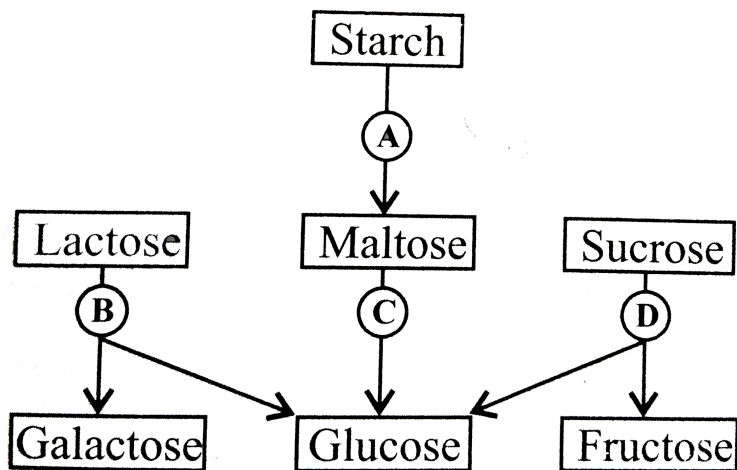 Starch
A
Lactose
Maltose
Sucrose
B
C
D
Galactose
Glucose
Fructose